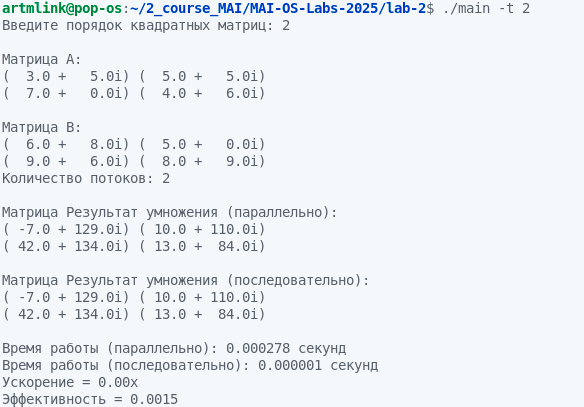 artmlink@pop-os:~/2_course_MAI/MAI-OS-Labs-2025/lab-2$ ./main -t 2
Введите порядок квадратных матриц: 2
Матрица A:
(  3.0 +   5.0i) (  5.0 +   5.0i)
(  7.0 +   0.0i) (  4.0 +   6.0i)
Матрица B:
(  6.0 +   8.0i) (  5.0 +   0.0i)
(  9.0 +   6.0i) (  8.0 +   9.0i)
Количество потоков: 2
Матрица Результат умножения (параллельно):
( -7.0 + 129.0i) ( 10.0 + 110.0i)
( 42.0 + 134.0i) ( 13.0 +  84.0i)
Матрица Результат умножения (последовательно):
( -7.0 + 129.0i) ( 10.0 + 110.0i)
( 42.0 + 134.0i) ( 13.0 +  84.0i)
Время работы (параллельно): 0.000278 секунд
Время работы (последовательно): 0.000001 секунд
Ускорение = 0.00x
Эффективность = 0.0015